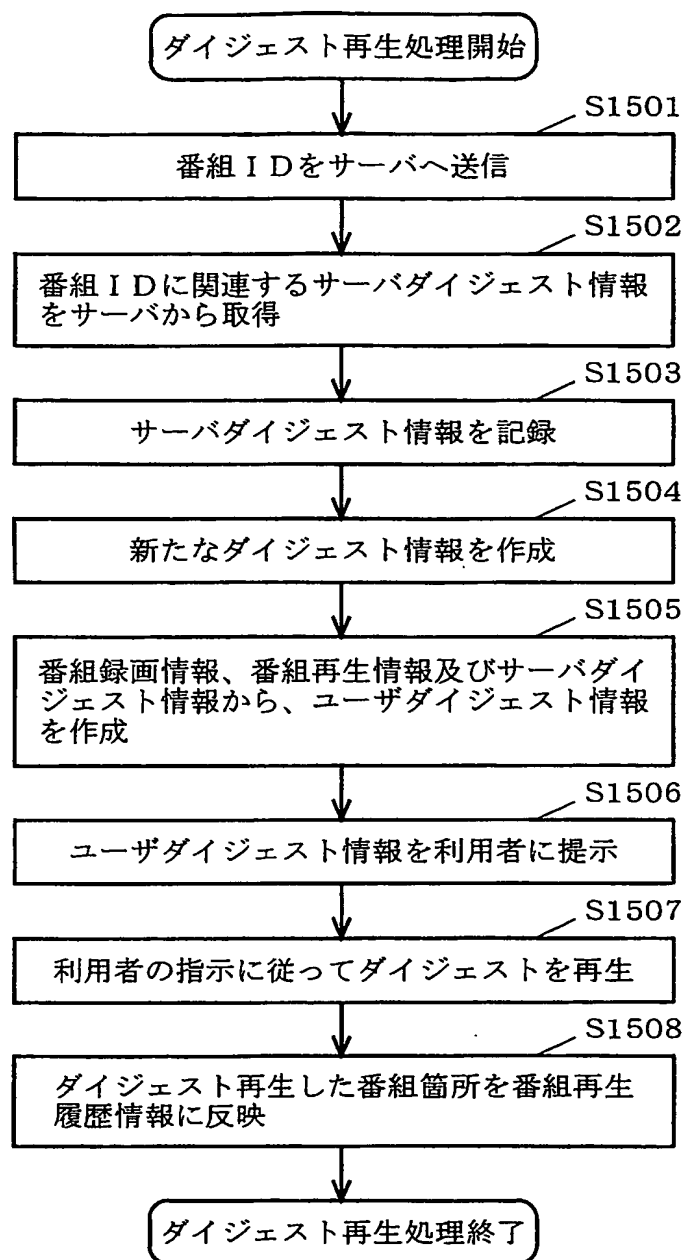 ダイジェスト再生処理開始
S1501
番組IDをサーバへ送信
S1502
番組IDに関連するサーバダイジェスト情報
をサーバから取得
S1503
サーバダイジェスト情報を記録
S1504
新たなダイジェスト情報を作成
S1505
番組録画情報、番組再生情報及びサーバダイ
ジェスト情報から、ユーザダイジェスト情報
を作成
S1506
ユーザダイジェスト情報を利用者に提示
S1507
利用者の指示に従ってダイジェストを再生
S1508
ダイジェスト再生した番組箇所を番組再生
履歴情報に反映
ダイジェスト再生処理終了